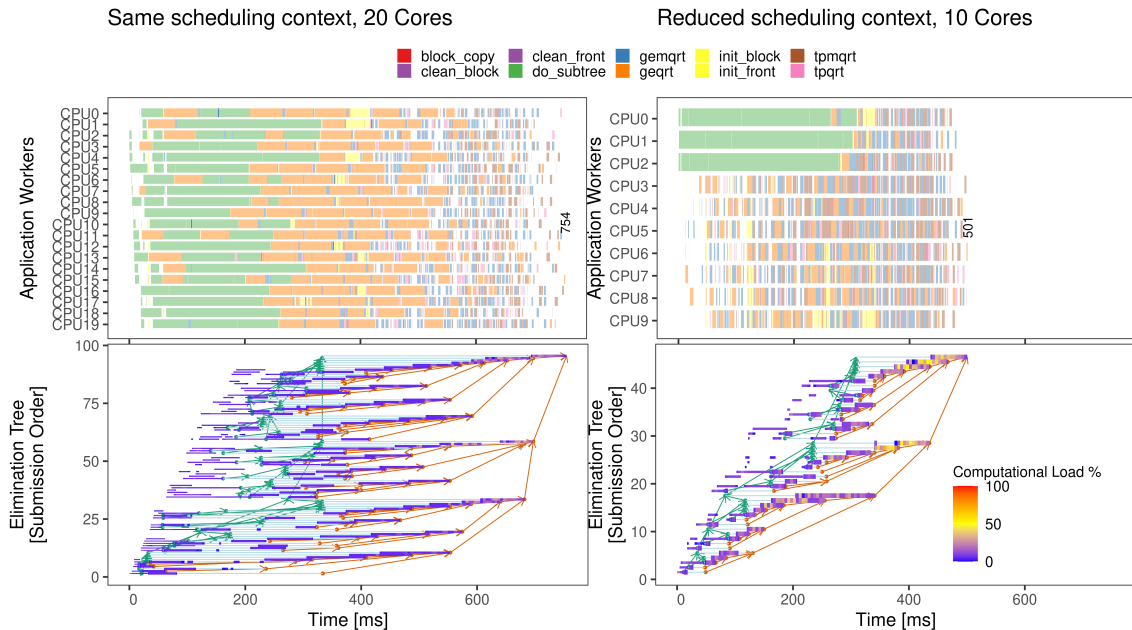 Same scheduling context, 20 Cores
Reduced scheduling context, 10 Cores
block_copy clean_front gemqrt init_block tpmqrt
clean_block do_subtree geqrt init_front tpqrt
Application Workers
CPU0
CPU1
CPU2
CPU3
CPU4
CPU5
CPU6
CPU7
CPU8
CPU9
CPU10
CPU11
CPU12
CPU13
CPU14
CPU15
CPU16
CPU17
CPU18
CPU19
754
Application Workers
CPU0
CPU1
CPU2
CPU3
CPU4
CPU5
CPU6
CPU7
CPU8
CPU9
501
Elimination Tree
[Submission Order]
100
75
50
25
0
0 200 400 600
Time [ms]
Elimination Tree
[Submission Order]
40
30
20
10
0
0 200 400 600
Time [ms]
Computational Load %
100
50
0